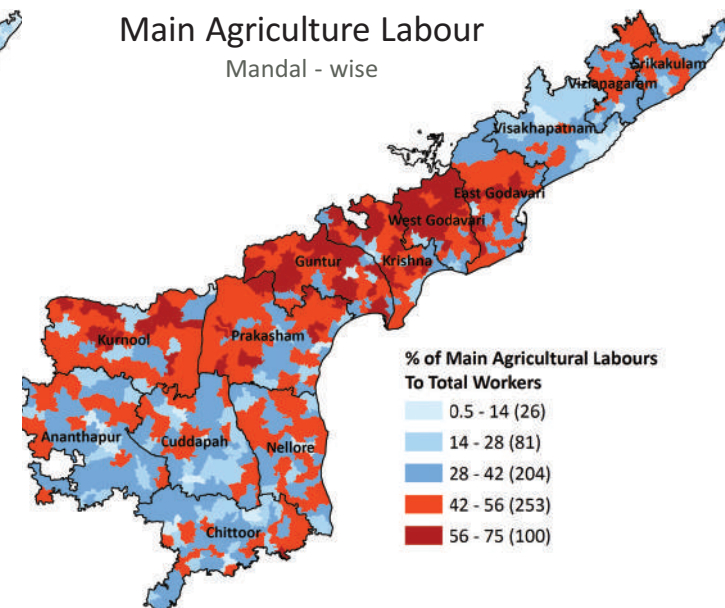 Main Agriculture Labour
Mandal - wise
Srikakulam
Vizianagaram
Visakhapatnam
East Godavari
West Godavari
Krishna
Guntur
Prakasham
Kurnool
Ananthapur
Cuddapah
Nellore
Chittoor
% of Main Agricultural Labours
To Total Workers
0.5 - 14 (26)
14 - 28 (81)
28 - 42 (204)
42 - 56 (253)
56 - 75 (100)